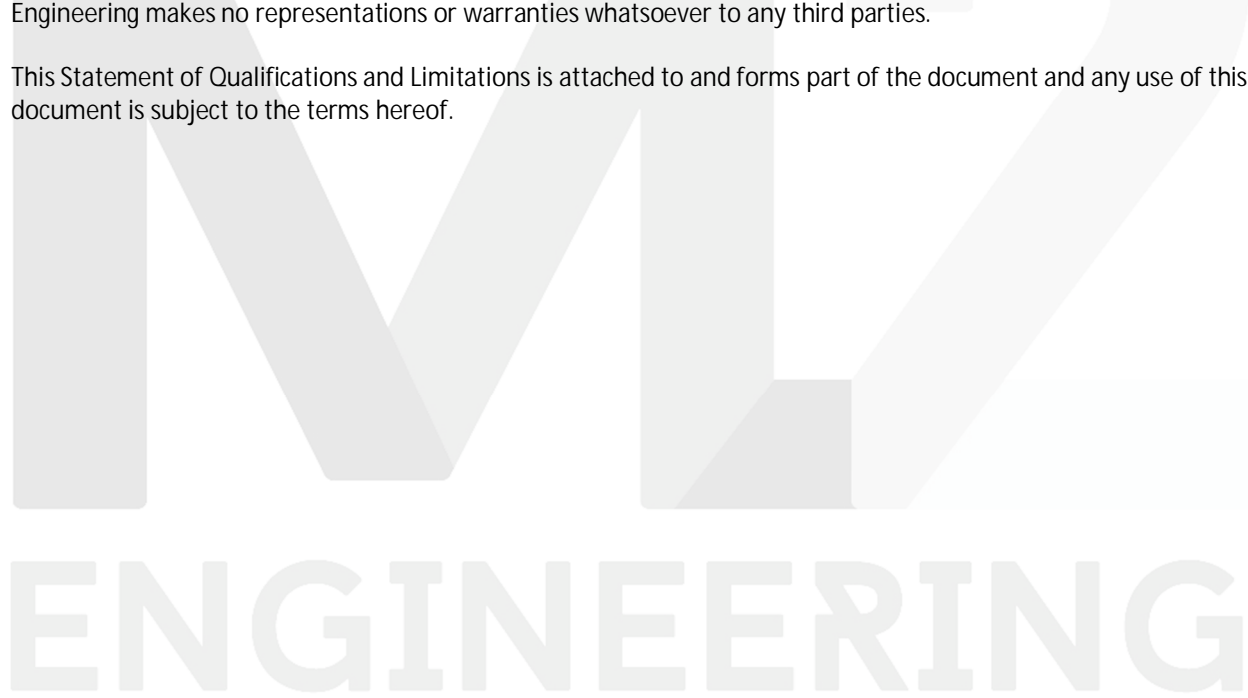 Engineering makes no representations or warranties whatsoever to any third parties.
This Statement of Qualifications and Limitations is attached to and forms part of the document and any use of this
document is subject to the terms hereof.
ENGINEERING